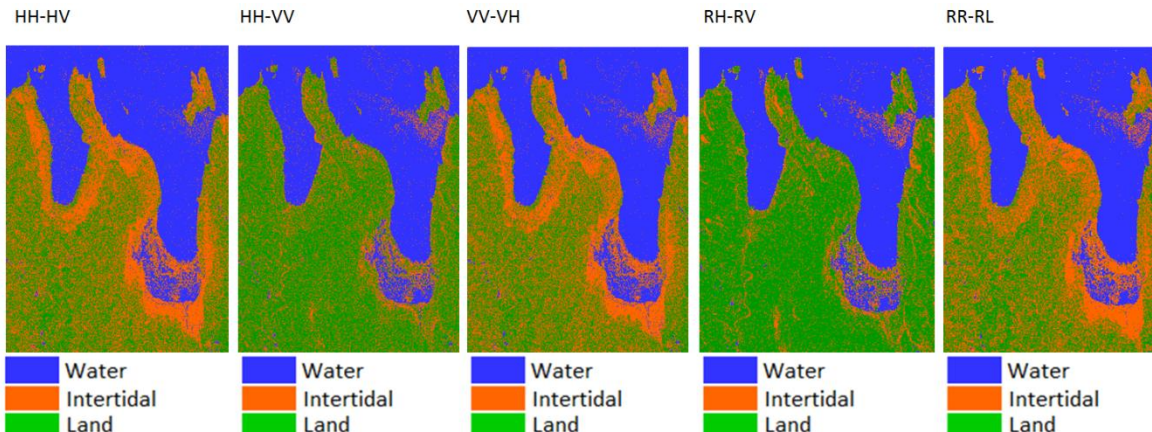 HH-HV HH-VV VV-VH RH-RV RR-RL
Water Water Water Water Water
Intertidal Intertidal Intertidal Intertidal Intertidal
Land Land Land Land Land